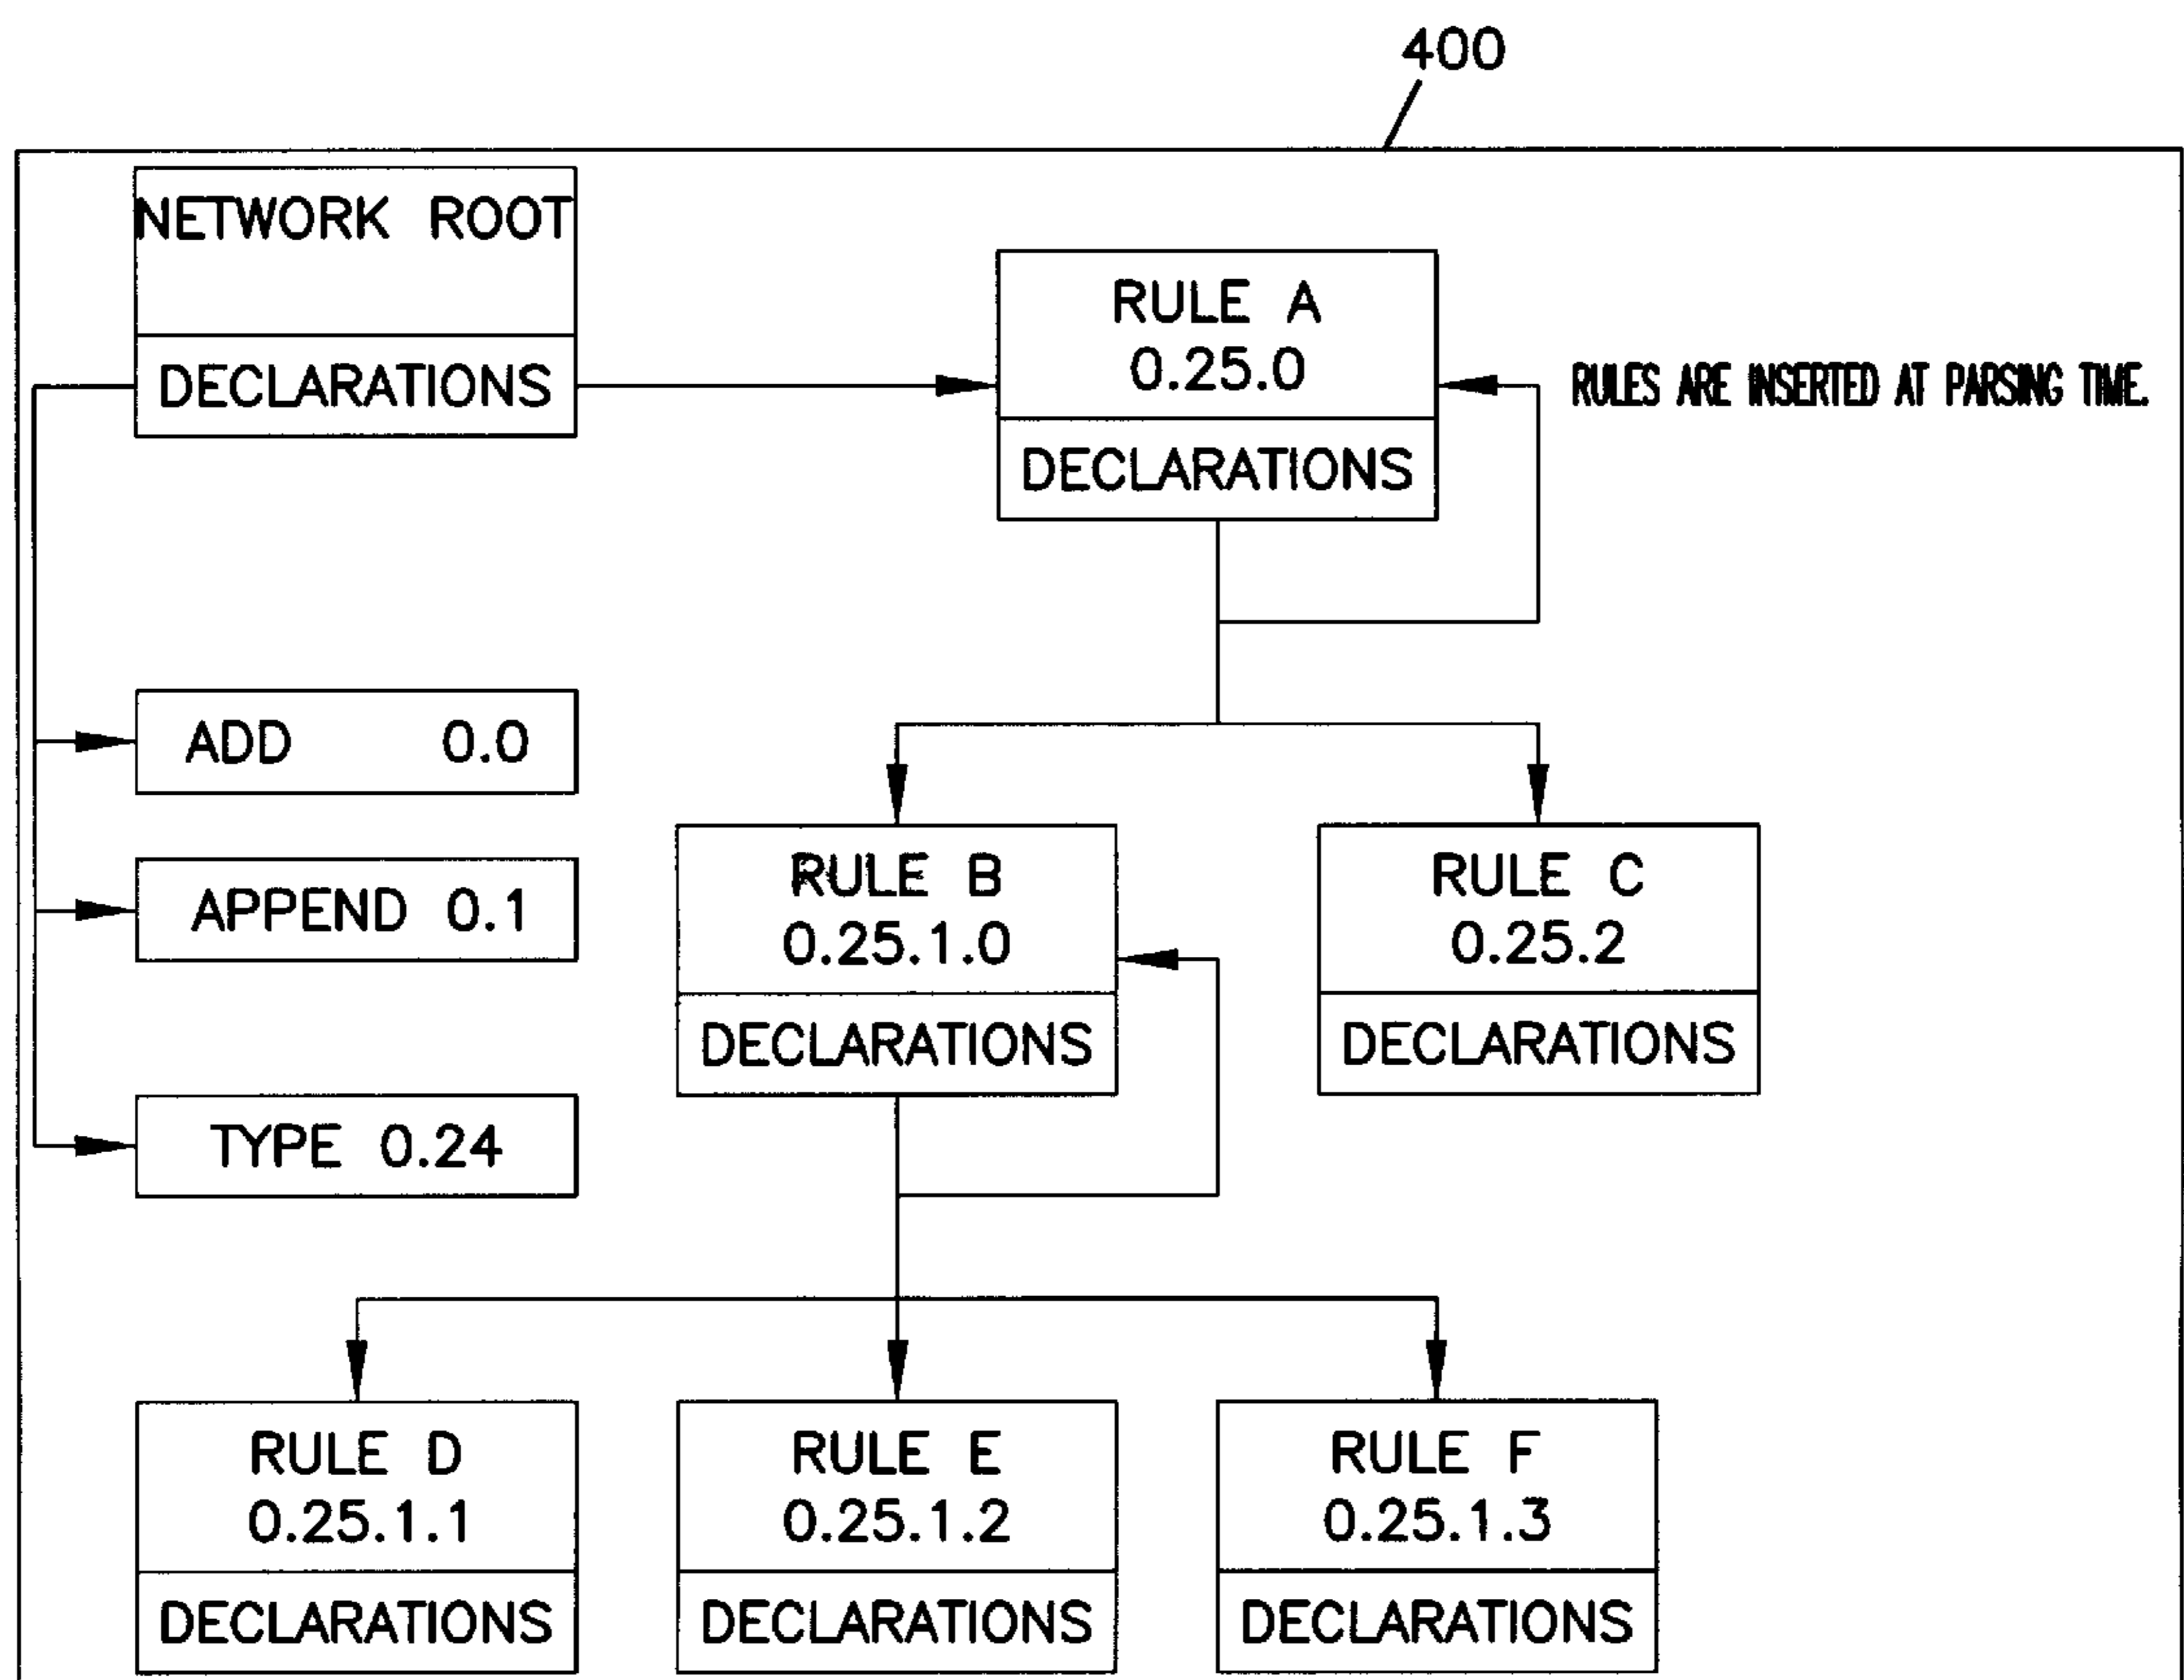 400
NETWORK ROOT
DECLARATIONS
RULE A
0.25.0
DECLARATIONS
RULES ARE INSERTED AT PARSING TIME.
ADD 0.0
APPEND 0.1
TYPE 0.24
RULE B
0.25.1.0
DECLARATIONS
RULE C
0.25.2
DECLARATIONS
RULE D
0.25.1.1
DECLARATIONS
RULE E
0.25.1.2
DECLARATIONS
RULE F
0.25.1.3
DECLARATIONS